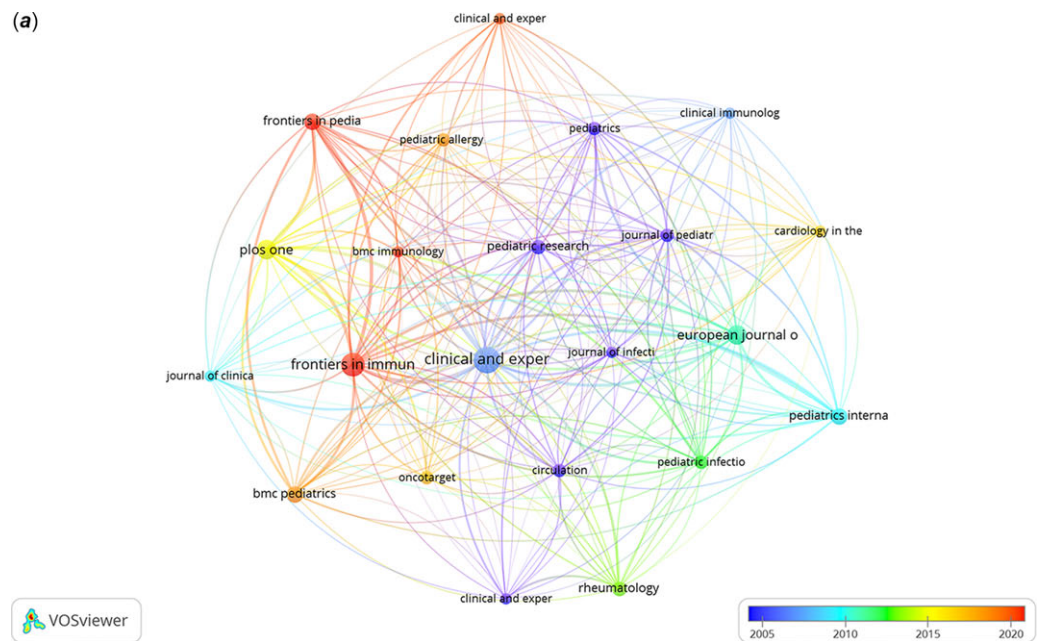 (a)
clinical and exper
frontiers in pedia
clinical immunolog
pediatrics
pediatric allergy
journal of pediatr
cardiology in the
pediatric research
plos one
bmc immunology
european journal o
journal of infecti
clinical and exper
frontiers in immun
journal of clinica
pediatrics interna
pediatric infectio
circulation
oncotarget
bmc pediatrics
rheumatology
clinical and exper
VOSviewer
2005 2010 2015 2020